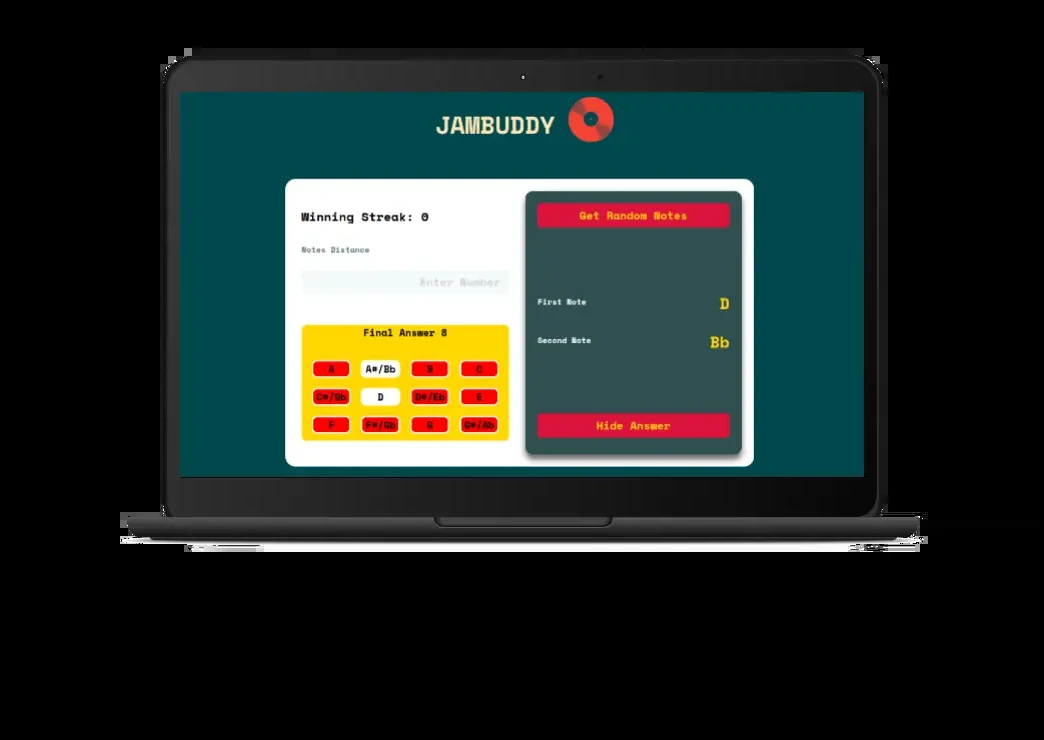 JAMBUDDY
Winning Streak: 0
Notes Distance
Enter Number
Final Answer 8
A A#/Bb B C
C#/Db D D#/Eb E
F F#/Gb G G#/Ab
Get Random Notes
First Note D
Second Note Bb
Hide Answer